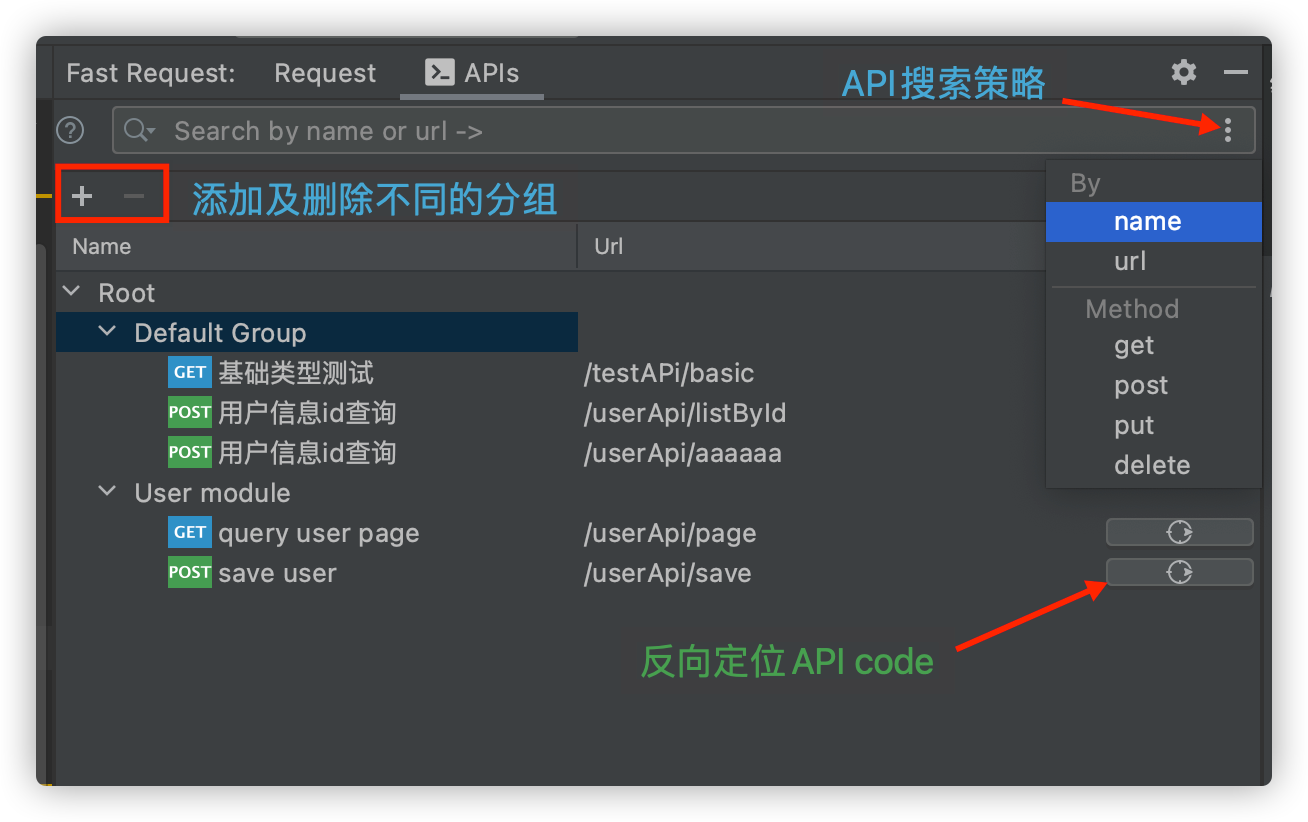 Fast Request: Request APIs
API搜索策略
Search by name or url ->
添加及删除不同的分组
By
name
url
Method
get
post
put
delete
Name Url
Root
Default Group
GET 基础类型测试 /testAPi/basic
POST 用户信息id查询 /userApi/listById
POST 用户信息id查询 /userApi/aaaaaa
User module
GET query user page /userApi/page
POST save user /userApi/save
反向定位API code